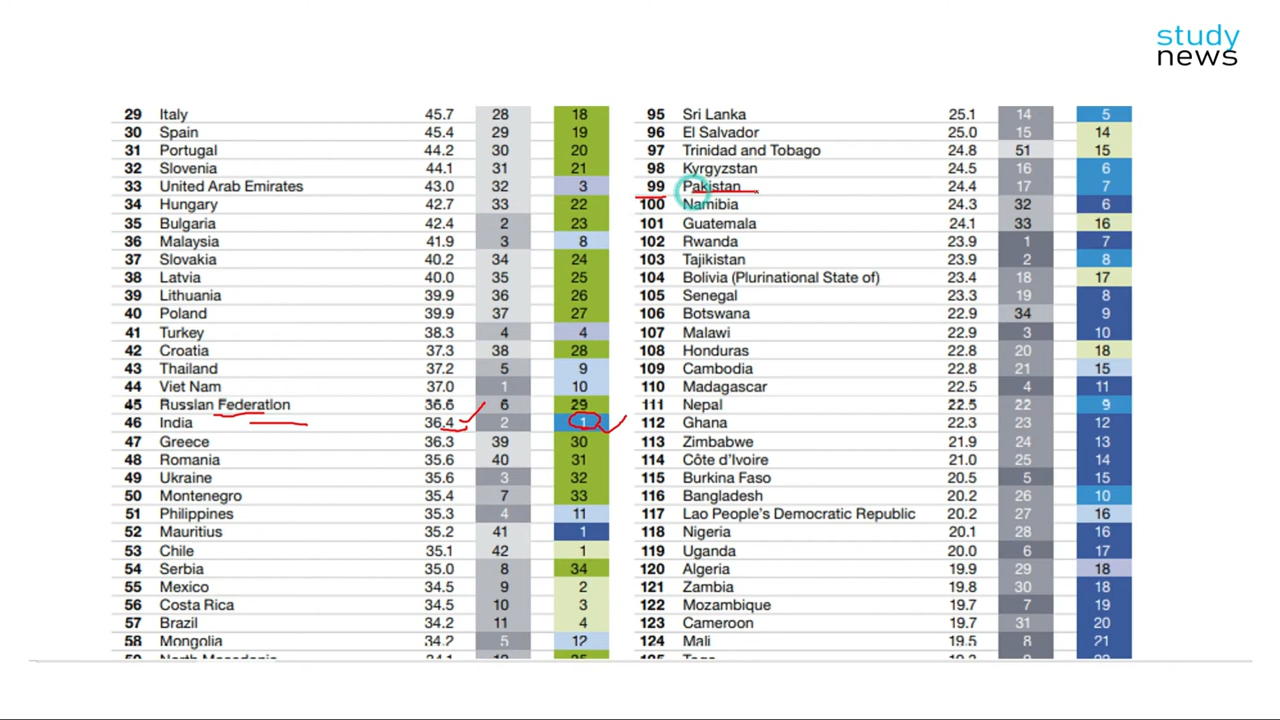 study
news
29 Italy 45.7 28 18
30 Spain 45.4 29 19
31 Portugal 44.2 30 20
32 Slovenia 44.1 31 21
33 United Arab Emirates 43.0 32 3
34 Hungary 42.7 33 22
35 Bulgaria 42.4 2 23
36 Malaysia 41.9 3 8
37 Slovakia 40.2 34 24
38 Latvia 40.0 35 25
39 Lithuania 39.9 36 26
40 Poland 39.9 37 27
41 Turkey 38.3 4 4
42 Croatia 37.3 38 28
43 Thailand 37.2 5 9
44 Viet Nam 37.0 1 10
45 Russian Federation 36.6 6 29
46 India 36.4 2 1
47 Greece 36.3 39 30
48 Romania 35.6 40 31
49 Ukraine 35.6 3 32
50 Montenegro 35.4 7 33
51 Philippines 35.3 4 11
52 Mauritius 35.2 41 1
53 Chile 35.1 42 1
54 Serbia 35.0 8 34
55 Mexico 34.5 9 2
56 Costa Rica 34.5 10 3
57 Brazil 34.2 11 4
58 Mongolia 34.2 5 12
59 North Macedonia 34.1 12 35
95 Sri Lanka 25.1 14 5
96 El Salvador 25.0 15 14
97 Trinidad and Tobago 24.8 51 15
98 Kyrgyzstan 24.5 16 6
99 Pakistan 24.4 17 7
100 Namibia 24.3 32 6
101 Guatemala 24.1 33 16
102 Rwanda 23.9 1 7
103 Tajikistan 23.9 2 8
104 Bolivia (Plurinational State of) 23.4 18 17
105 Senegal 23.3 19 8
106 Botswana 22.9 34 9
107 Malawi 22.9 3 10
108 Honduras 22.8 20 18
109 Cambodia 22.8 21 15
110 Madagascar 22.5 4 11
111 Nepal 22.5 22 9
112 Ghana 22.3 23 12
113 Zimbabwe 21.9 24 13
114 Côte d'Ivoire 21.0 25 14
115 Burkina Faso 20.5 5 15
116 Bangladesh 20.2 26 10
117 Lao People's Democratic Republic 20.2 27 16
118 Nigeria 20.1 28 16
119 Uganda 20.0 6 17
120 Algeria 19.9 29 18
121 Zambia 19.8 30 18
122 Mozambique 19.7 7 19
123 Cameroon 19.7 31 20
124 Mali 19.5 8 21
125 Togo 19.3 9 22